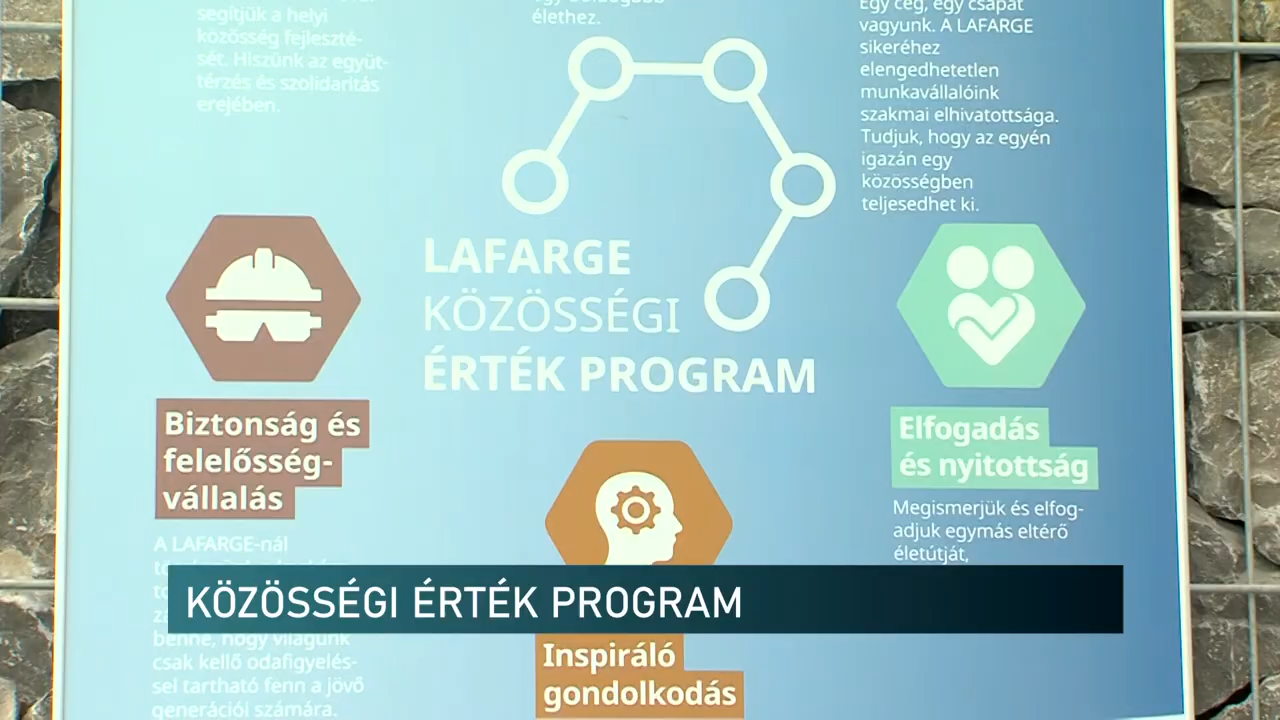 segítjük a helyi
közösség fejleszté-
sét. Hiszünk az együt-
térzés és szolidaritás
erejében.
élethez.
Egy cég, egy csapat
vagyunk. A LAFARGE
sikeréhez
elengedhetetlen
munkavállalóink
szakmai elhivatottsága.
Tudjuk, hogy az egyén
igazán egy
közösségben
teljesedhet ki.
LAFARGE
KÖZÖSSÉGI
ÉRTÉK PROGRAM
Biztonság és
felelősség-
vállalás
A LAFARGE-nál
benne, hogy világunk
csak kellő odafigyelés-
sel tartható fenn a jövő
generációi számára.
Elfogadás
és nyitottság
Megismerjük és elfog-
adjuk egymás eltérő
életútját,
KÖZÖSSÉGI ÉRTÉK PROGRAM
Inspiráló
gondolkodás